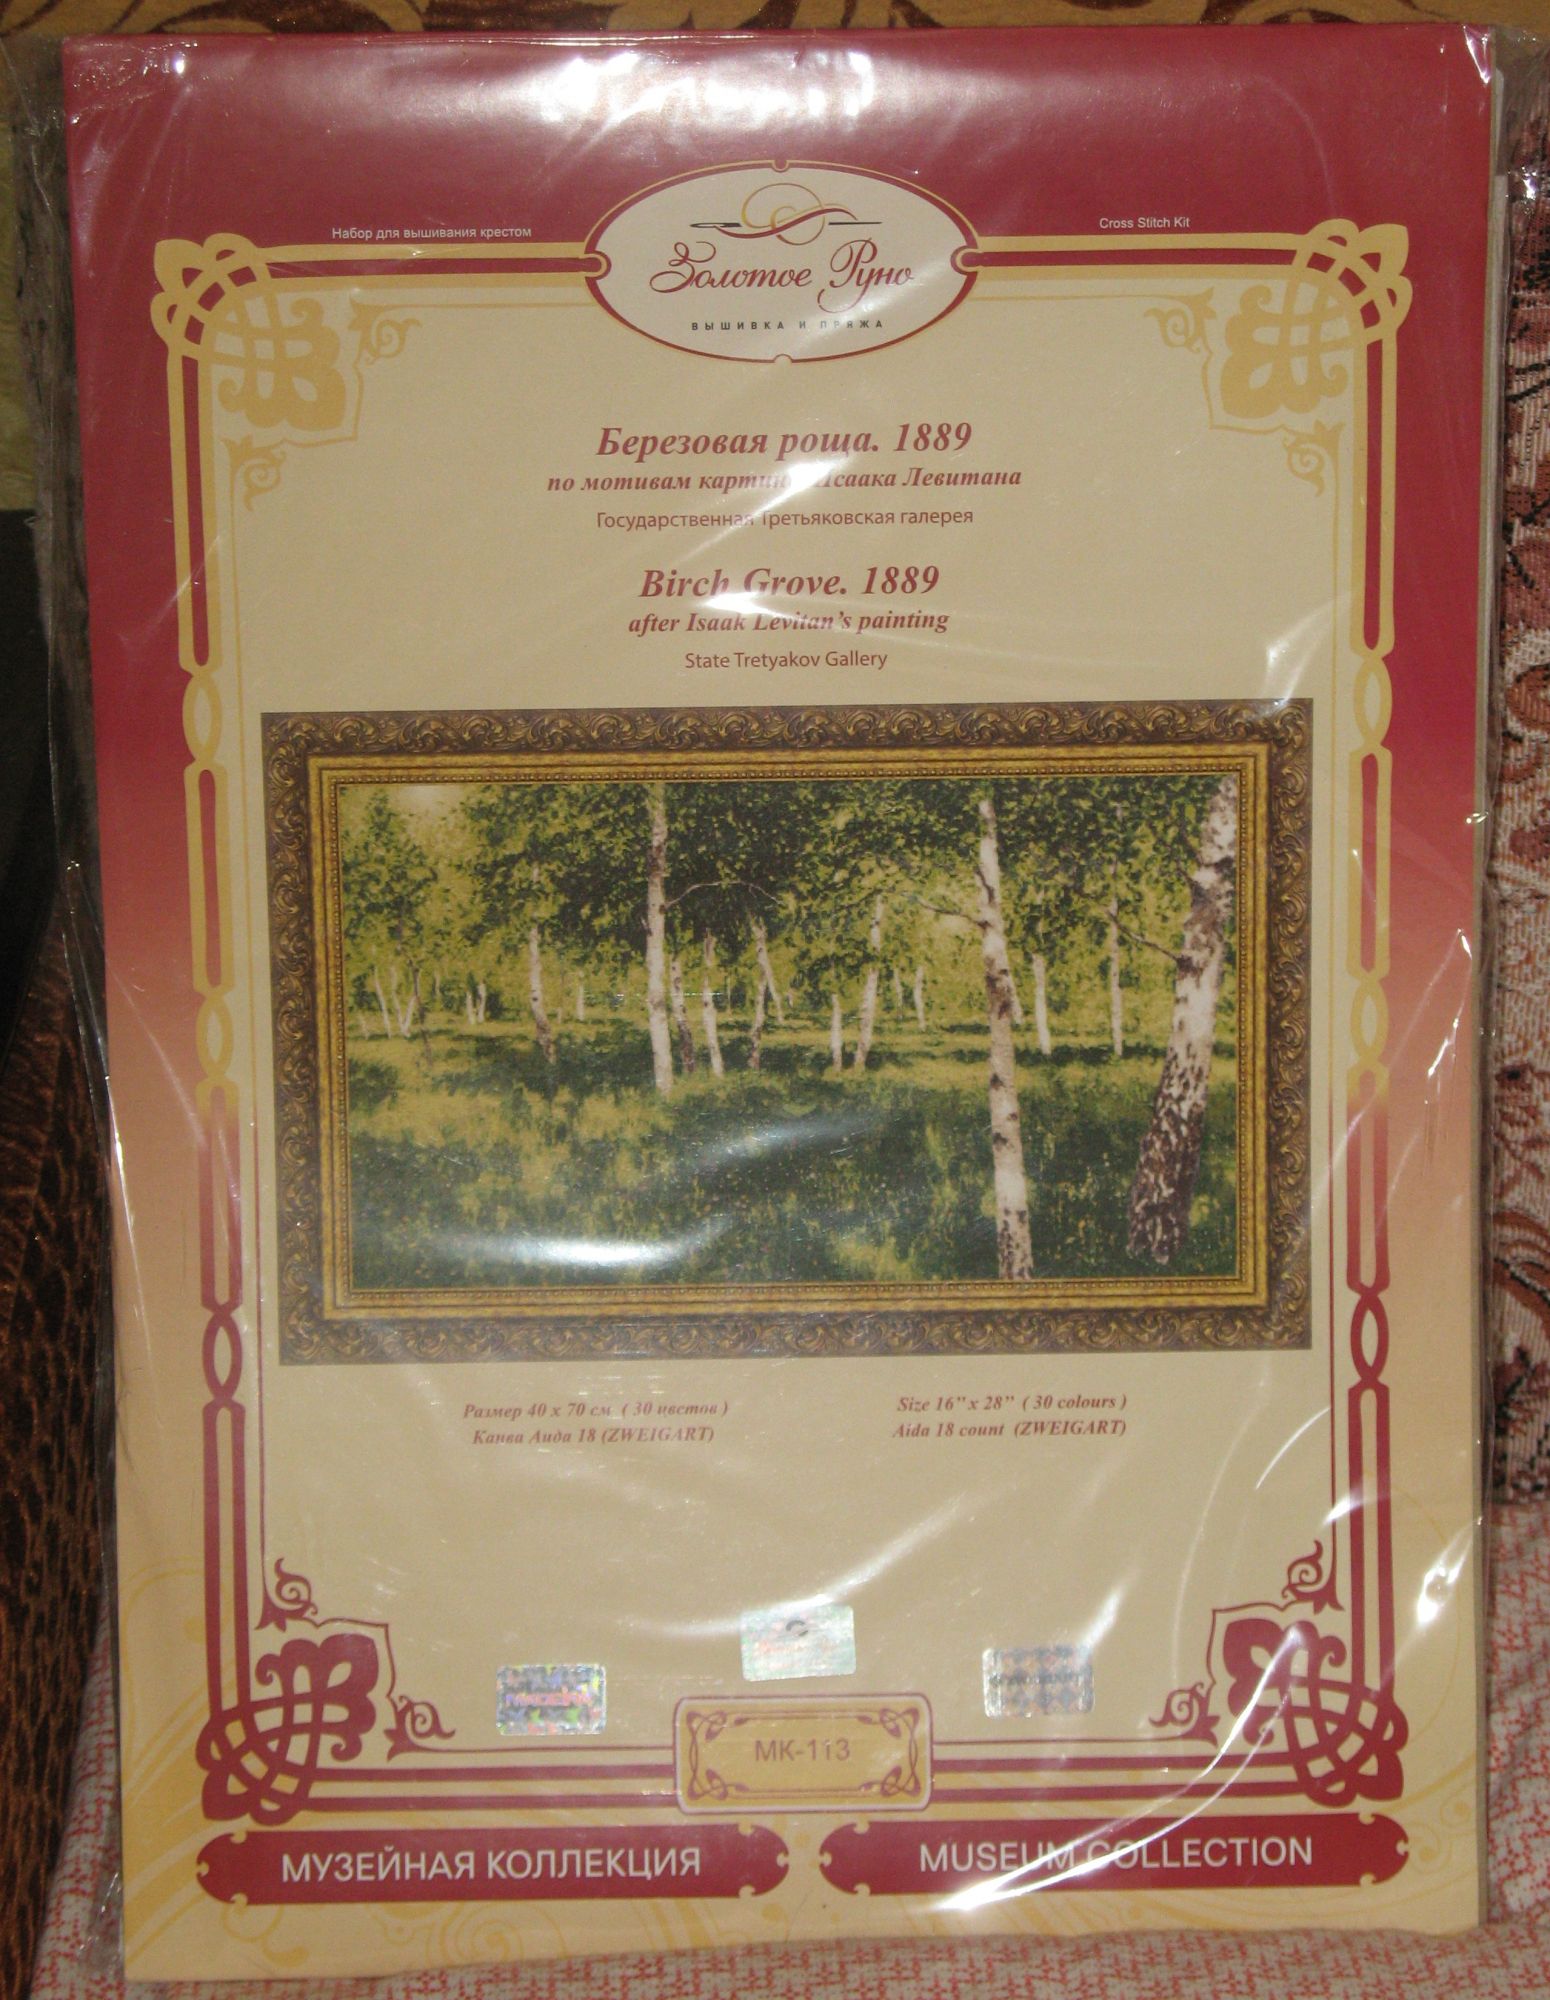 Набор для вышивания крестом
Cross Stitch Kit
Золотое Руно
ВЫШИВКА И ПРЯЖА
Березовая роща. 1889
по мотивам Исаака Левитана
Государственная Третьяковская галерея
Birch Grove. 1889
after Isaak Levitan's painting
State Tretyakov Gallery
Размер 40 x 70 см ( 30 цветов )
Канва Аида 18 (ZWEIGART)
Size 16" x 28" ( 30 colours )
Aida 18 count (ZWEIGART)
МК-113
МУЗЕЙНАЯ КОЛЛЕКЦИЯ
MUSEUM COLLECTION